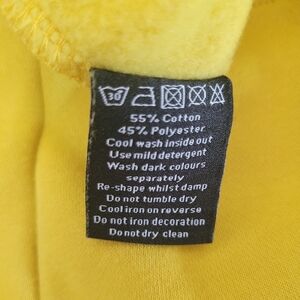 30
55% Cotton
45% Polyester
Cool wash inside out
Use mild detergent
Wash dark colours
separately
Re-shape whilst damp
Do not tumble dry
Cool iron on reverse
Do not iron decoration
Do not dry clean